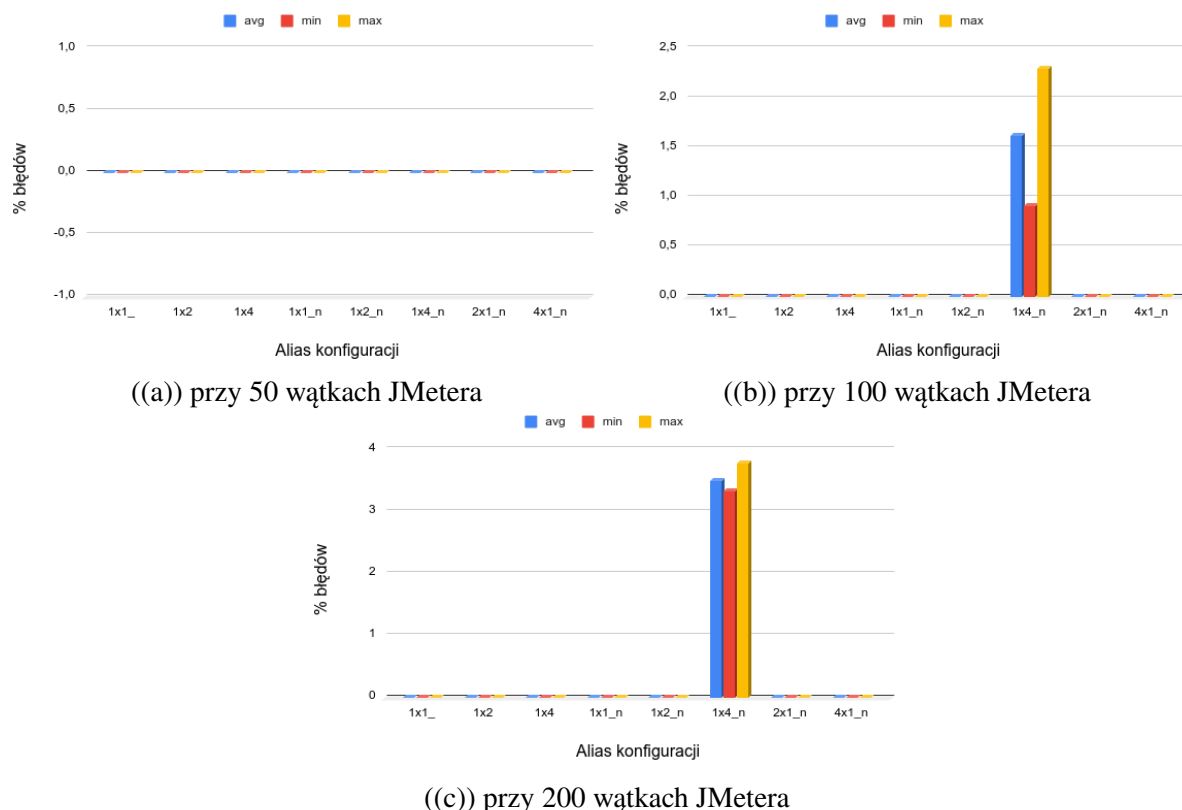 avg min max
1,0
0,5
0,0
-0,5
-1,0
% błędów
1x1_ 1x2 1x4 1x1_n 1x2_n 1x4_n 2x1_n 4x1_n
Alias konfiguracji
((a)) przy 50 wątkach JMetera
avg min max
2,5
2,0
1,5
1,0
0,5
0,0
% błędów
1x1_ 1x2 1x4 1x1_n 1x2_n 1x4_n 2x1_n 4x1_n
Alias konfiguracji
((b)) przy 100 wątkach JMetera
avg min max
4
3
2
1
0
% błędów
1x1_ 1x2 1x4 1x1_n 1x2_n 1x4_n 2x1_n 4x1_n
Alias konfiguracji
((c)) przy 200 wątkach JMetera